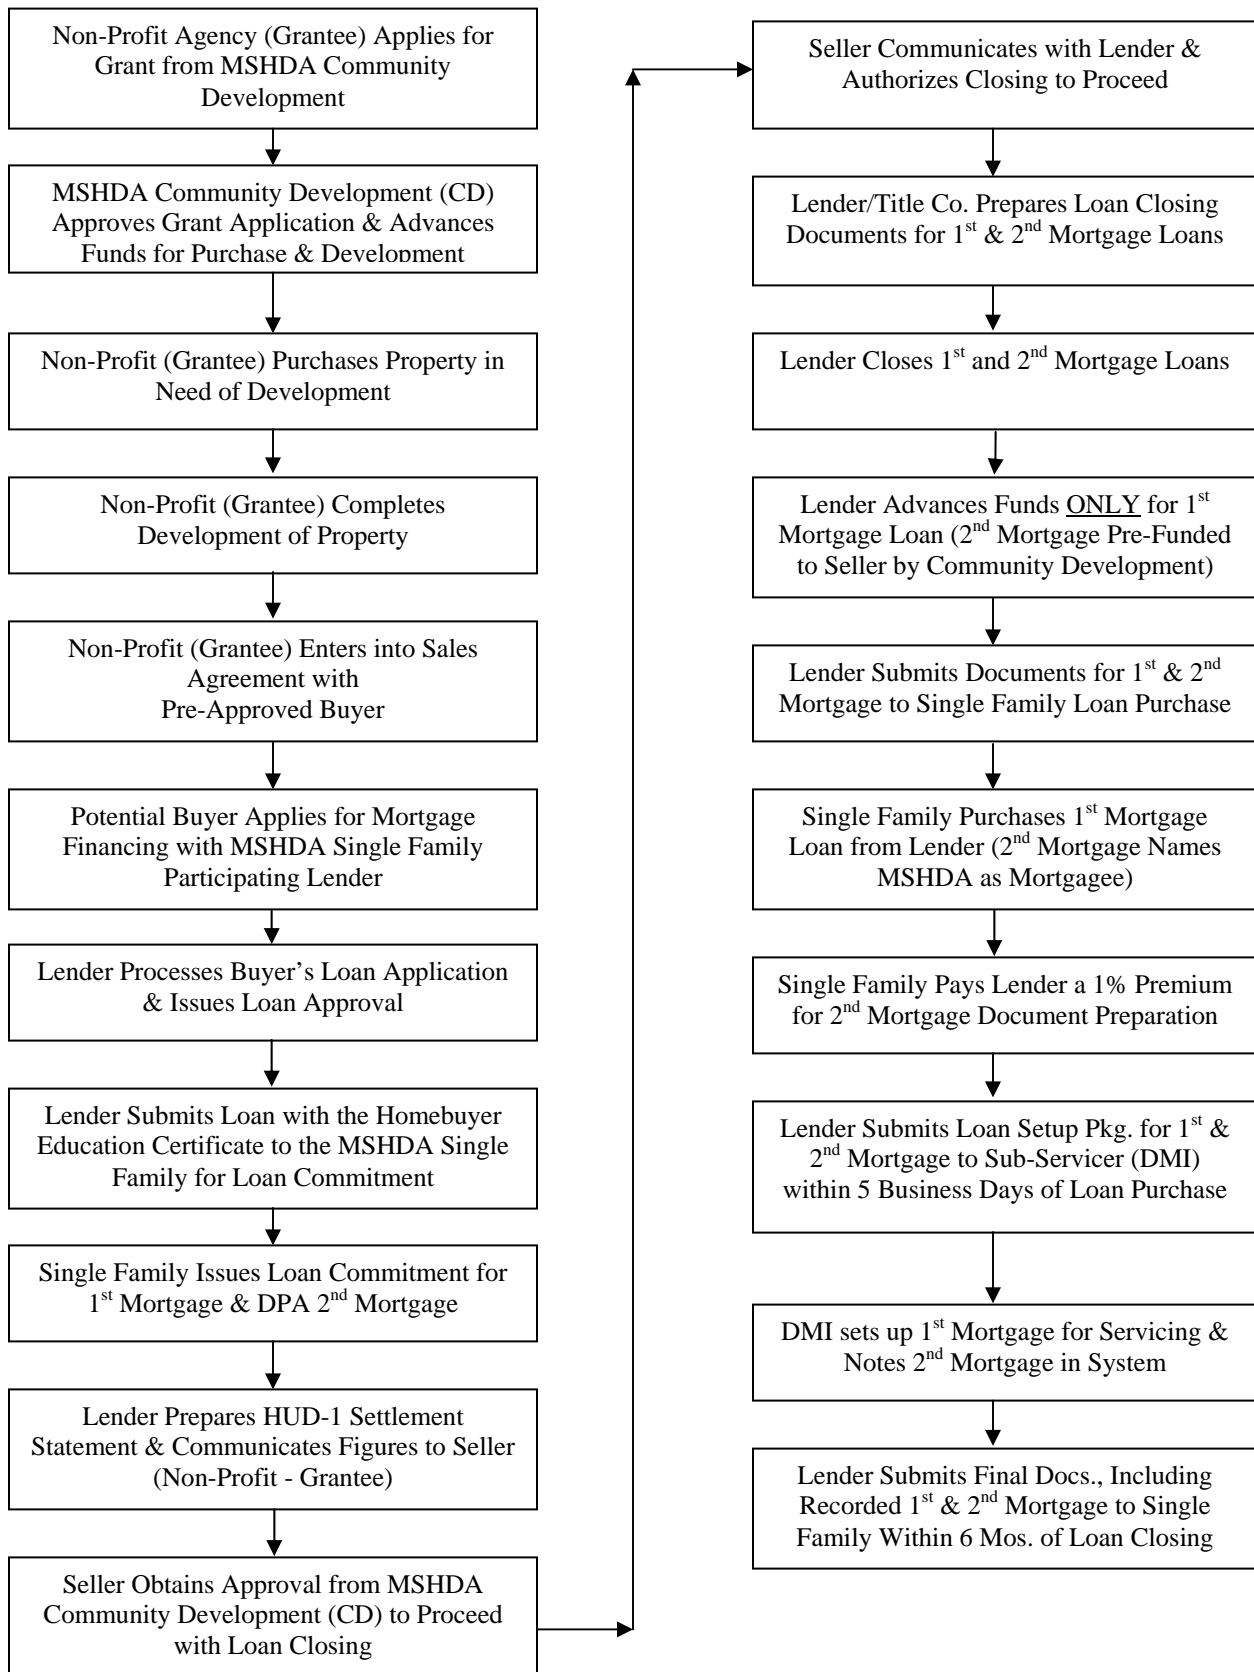 Non-Profit Agency (Grantee) Applies for
Grant from MSHDA Community
Development
MSHDA Community Development (CD)
Approves Grant Application & Advances
Funds for Purchase & Development
Non-Profit (Grantee) Purchases Property in
Need of Development
Non-Profit (Grantee) Completes
Development of Property
Non-Profit (Grantee) Enters into Sales
Agreement with
Pre-Approved Buyer
Potential Buyer Applies for Mortgage
Financing with MSHDA Single Family
Participating Lender
Lender Processes Buyer’s Loan Application
& Issues Loan Approval
Lender Submits Loan with the Homebuyer
Education Certificate to the MSHDA Single
Family for Loan Commitment
Single Family Issues Loan Commitment for
1st Mortgage & DPA 2nd Mortgage
Lender Prepares HUD-1 Settlement
Statement & Communicates Figures to Seller
(Non-Profit - Grantee)
Seller Obtains Approval from MSHDA
Community Development (CD) to Proceed
with Loan Closing
Seller Communicates with Lender &
Authorizes Closing to Proceed
Lender/Title Co. Prepares Loan Closing
Documents for 1st & 2nd Mortgage Loans
Lender Closes 1st and 2nd Mortgage Loans
Lender Advances Funds ONLY for 1st
Mortgage Loan (2nd Mortgage Pre-Funded
to Seller by Community Development)
Lender Submits Documents for 1st & 2nd
Mortgage to Single Family Loan Purchase
Single Family Purchases 1st Mortgage
Loan from Lender (2nd Mortgage Names
MSHDA as Mortgagee)
Single Family Pays Lender a 1% Premium
for 2nd Mortgage Document Preparation
Lender Submits Loan Setup Pkg. for 1st &
2nd Mortgage to Sub-Servicer (DMI)
within 5 Business Days of Loan Purchase
DMI sets up 1st Mortgage for Servicing &
Notes 2nd Mortgage in System
Lender Submits Final Docs., Including
Recorded 1st & 2nd Mortgage to Single
Family Within 6 Mos. of Loan Closing